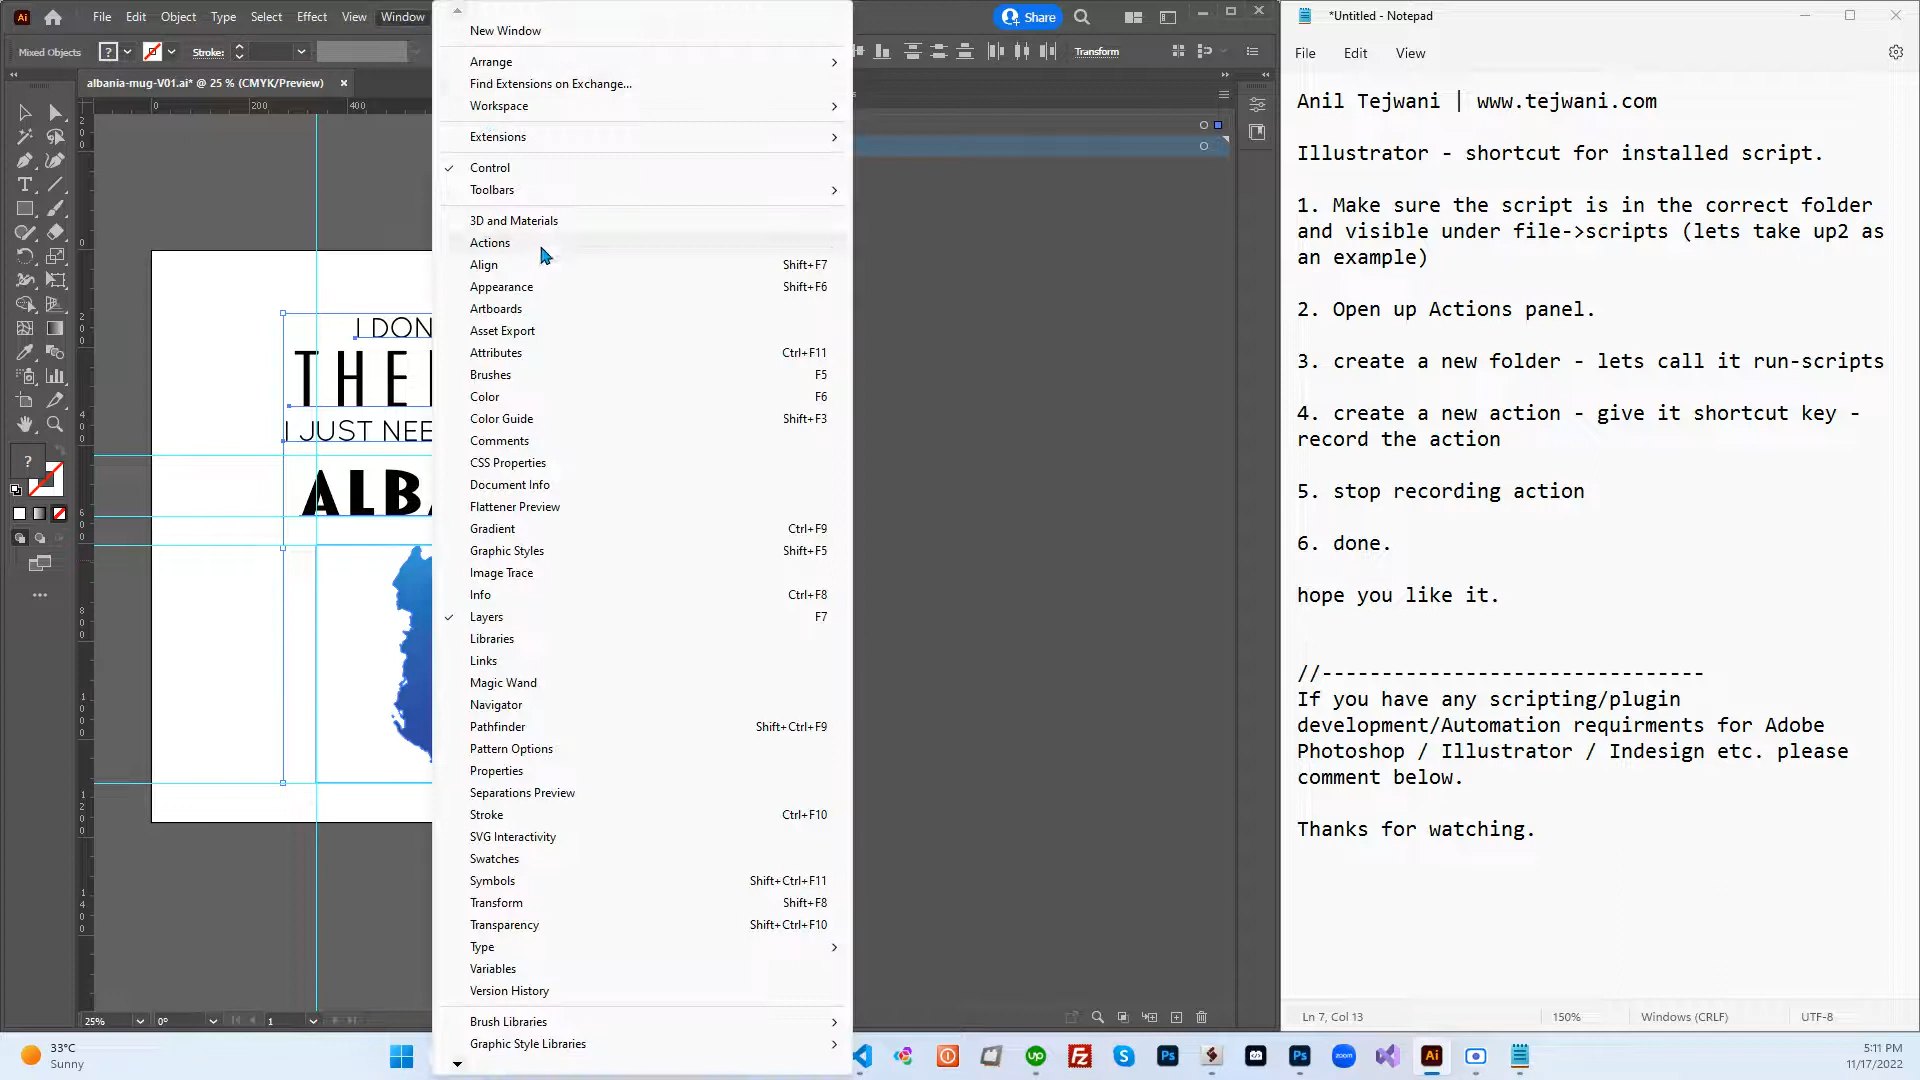 File Edit Object Type Select Effect View Window
Share
Mixed Objects
?
Stroke:
Transform
albania-mug-V01.ai* @ 25 % (CMYK/Preview)
0 200 400
I DON
THE
I JUST NEE
ALBA
25%
0°
1
New Window
Arrange
Find Extensions on Exchange...
Workspace
Extensions
Control
Toolbars
3D and Materials
Actions
Align Shift+F7
Appearance Shift+F6
Artboards
Asset Export
Attributes Ctrl+F11
Brushes F5
Color F6
Color Guide Shift+F3
Comments
CSS Properties
Document Info
Flattener Preview
Gradient Ctrl+F9
Graphic Styles Shift+F5
Image Trace
Info Ctrl+F8
Layers F7
Libraries
Links
Magic Wand
Navigator
Pathfinder Shift+Ctrl+F9
Pattern Options
Properties
Separations Preview
Stroke Ctrl+F10
SVG Interactivity
Swatches
Symbols Shift+Ctrl+F11
Transform Shift+F8
Transparency Shift+Ctrl+F10
Type
Variables
Version History
Brush Libraries
Graphic Style Libraries
*Untitled - Notepad
File Edit View
Anil Tejwani | www.tejwani.com
Illustrator - shortcut for installed script.
1. Make sure the script is in the correct folder
and visible under file->scripts (lets take up2 as
an example)
2. Open up Actions panel.
3. create a new folder - lets call it run-scripts
4. create a new action - give it shortcut key -
record the action
5. stop recording action
6. done.
hope you like it.
//--------------------------------
If you have any scripting/plugin
development/Automation requirments for Adobe
Photoshop / Illustrator / Indesign etc. please
comment below.
Thanks for watching.
Ln 7, Col 13 150% Windows (CRLF) UTF-8
33°C
Sunny
5:11 PM
11/17/2022